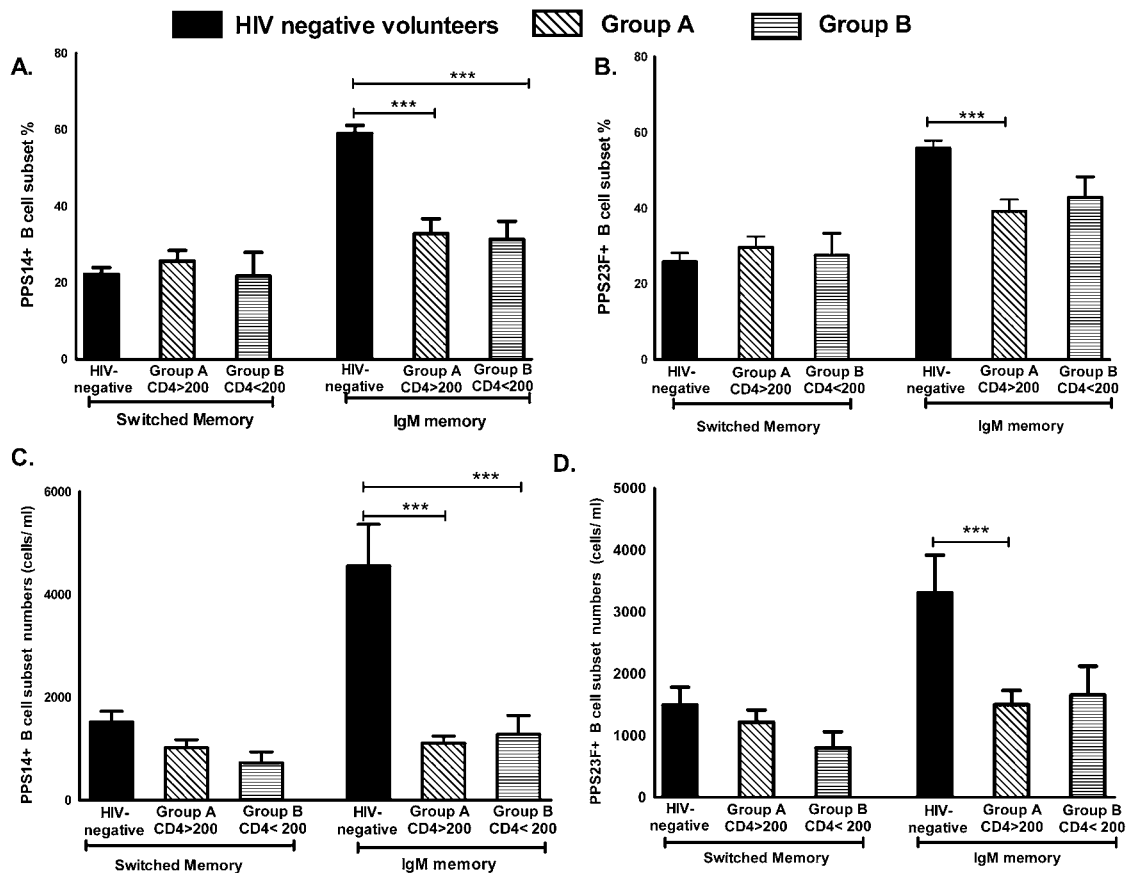 HIV negative volunteers Group A Group B
A.
PPS14+ B cell subset %
80
60
40
20
0
***
***
HIV-
negative
Group A
CD4>200
Group B
CD4<200
HIV-
negative
Group A
CD4>200
Group B
CD4<200
Switched Memory
IgM memory
B.
PPS23F+ B cell subset %
80
60
40
20
0
***
HIV-
negative
Group A
CD4>200
Group B
CD4<200
HIV-
negative
Group A
CD4>200
Group B
CD4<200
Switched Memory
IgM memory
C.
PPS14+ B cell subset numbers (cells/ ml)
6000
4000
2000
0
***
***
HIV-
negative
Group A
CD4>200
Group B
CD4< 200
HIV-
negative
Group A
CD4>200
Group B
CD4< 200
Switched Memory
IgM memory
D.
PPS23F+ B cell subset numbers (cells/ ml)
5000
4000
3000
2000
1000
0
***
HIV-
negative
Group A
CD4>200
Group B
CD4< 200
HIV-
negative
Group A
CD4>200
Group B
CD4< 200
Switched Memory
IgM memory